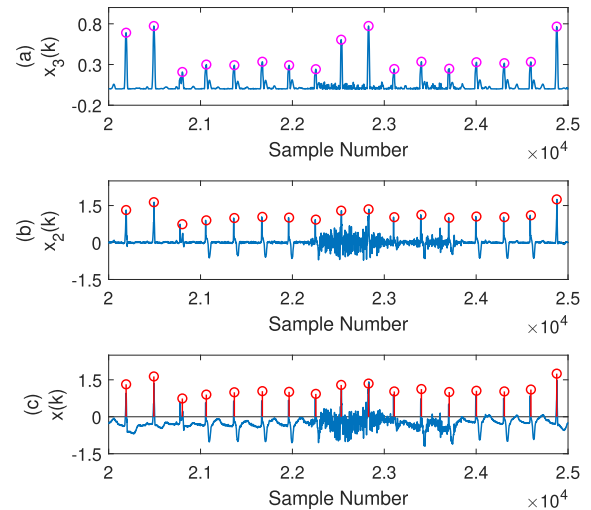 (a)
x3(k)
0.8
0.3
-0.2
20 2.1 2.2 2.3 2.4 2.5
Sample Number
×10^4
(b)
x2(k)
1.5
0
-1.5
20 2.1 2.2 2.3 2.4 2.5
Sample Number
×10^4
(c)
x(k)
1.5
0
-1.5
2 2.1 2.2 2.3 2.4 2.5
Sample Number
×10^4